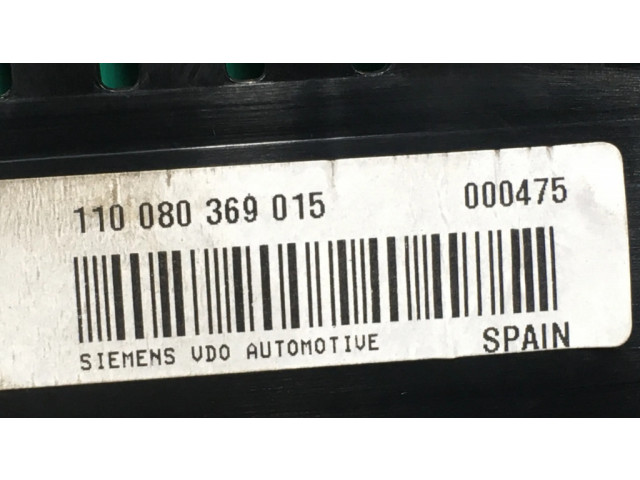 110 080 369 015 000475
SIEMENS VDO AUTOMOTIVE SPAIN